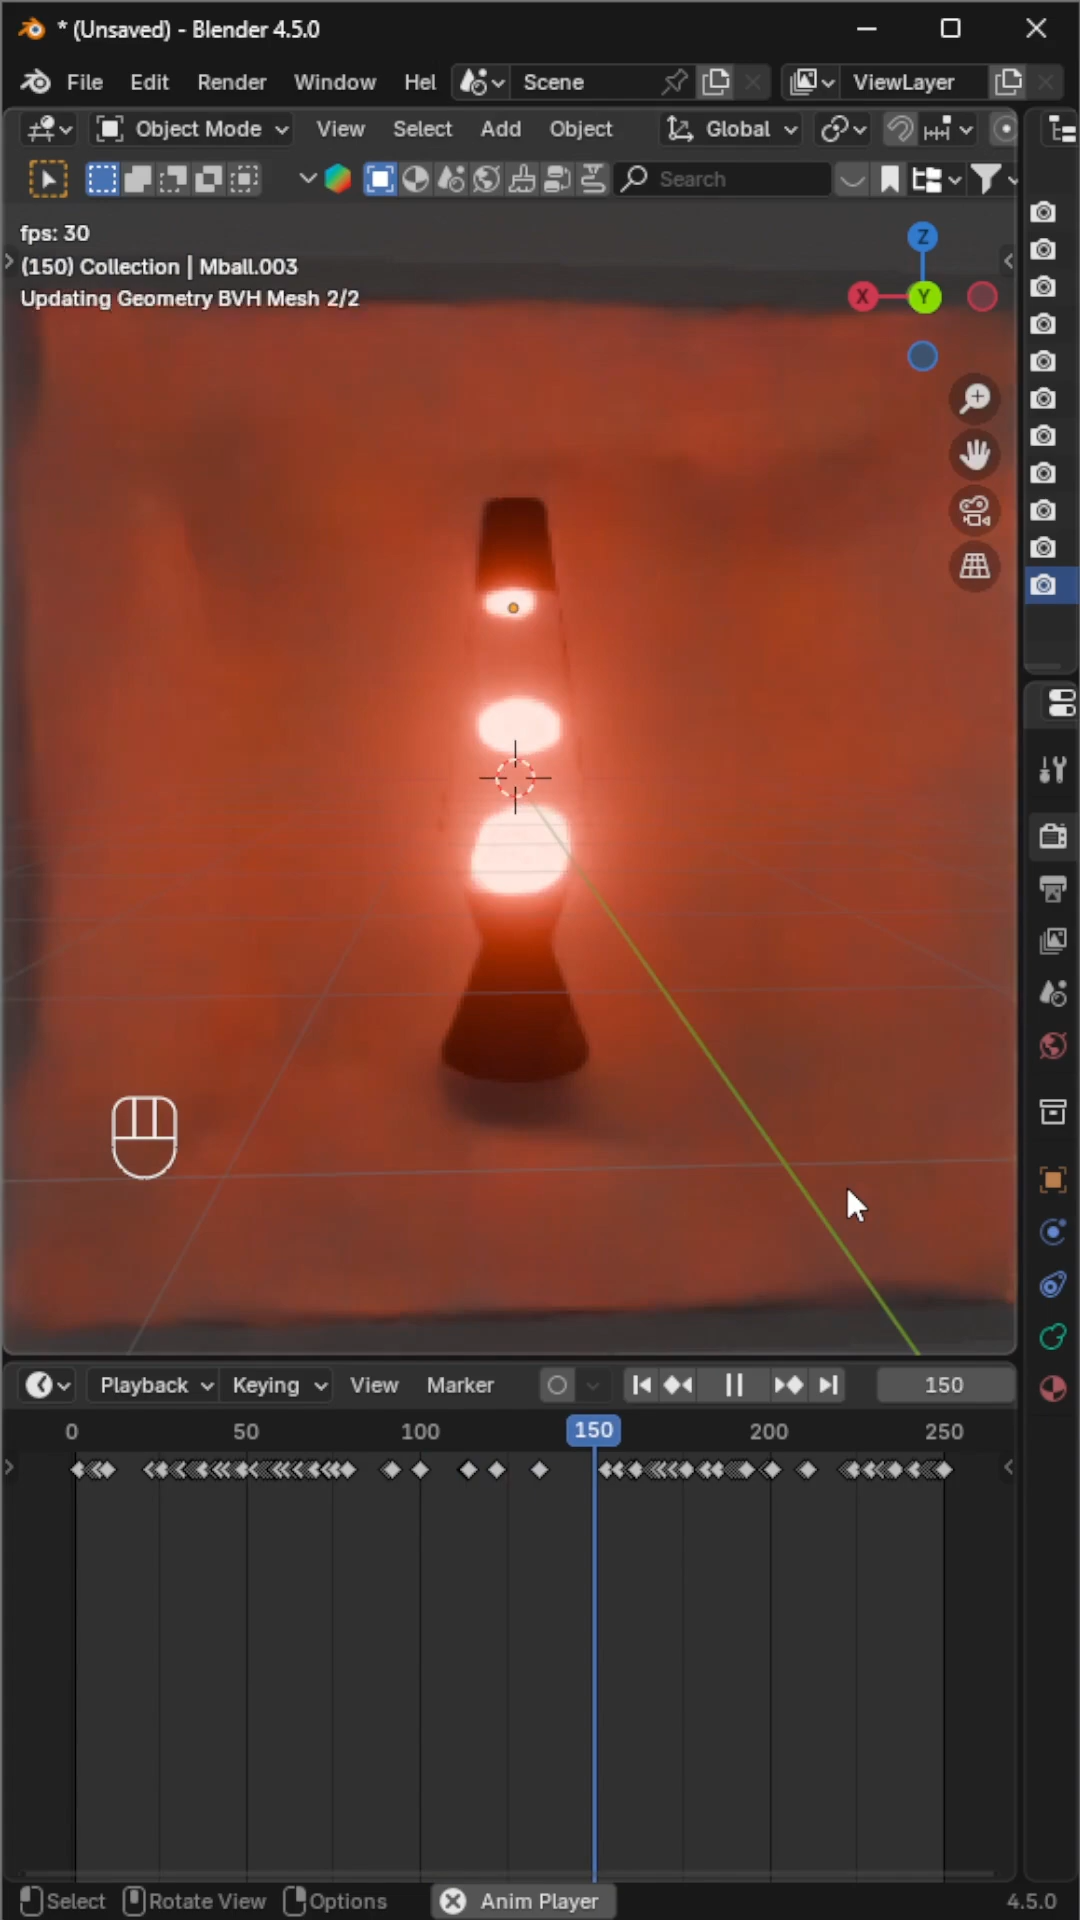 * (Unsaved) - Blender 4.5.0
File Edit Render Window Hel Scene ViewLayer
Object Mode View Select Add Object Global
Search
fps: 30
(150) Collection | Mball.003
Updating Geometry BVH Mesh 2/2
Z
X Y
Playback Keying View Marker 150
0 50 100 150 200 250
Select Rotate View Options Anim Player 4.5.0